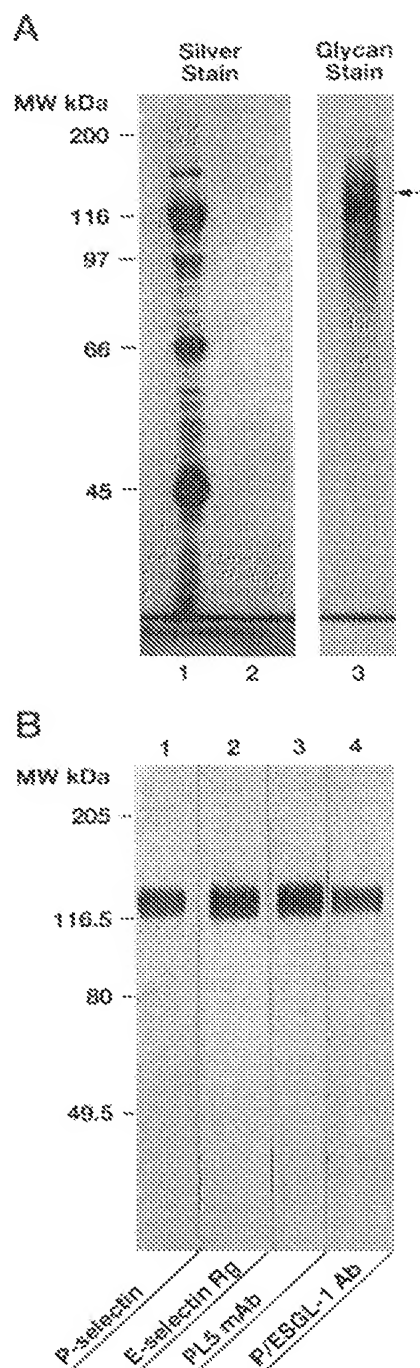 A
Silver Stain
Glycan Stain
MW kDa
200
116
97
66
45
1 2 3
B
1 2 3 4
MW kDa
205
116.5
80
49.5
P-selectin
E-selectin Rg
PL5 mAb
P/ESGL-1 Ab